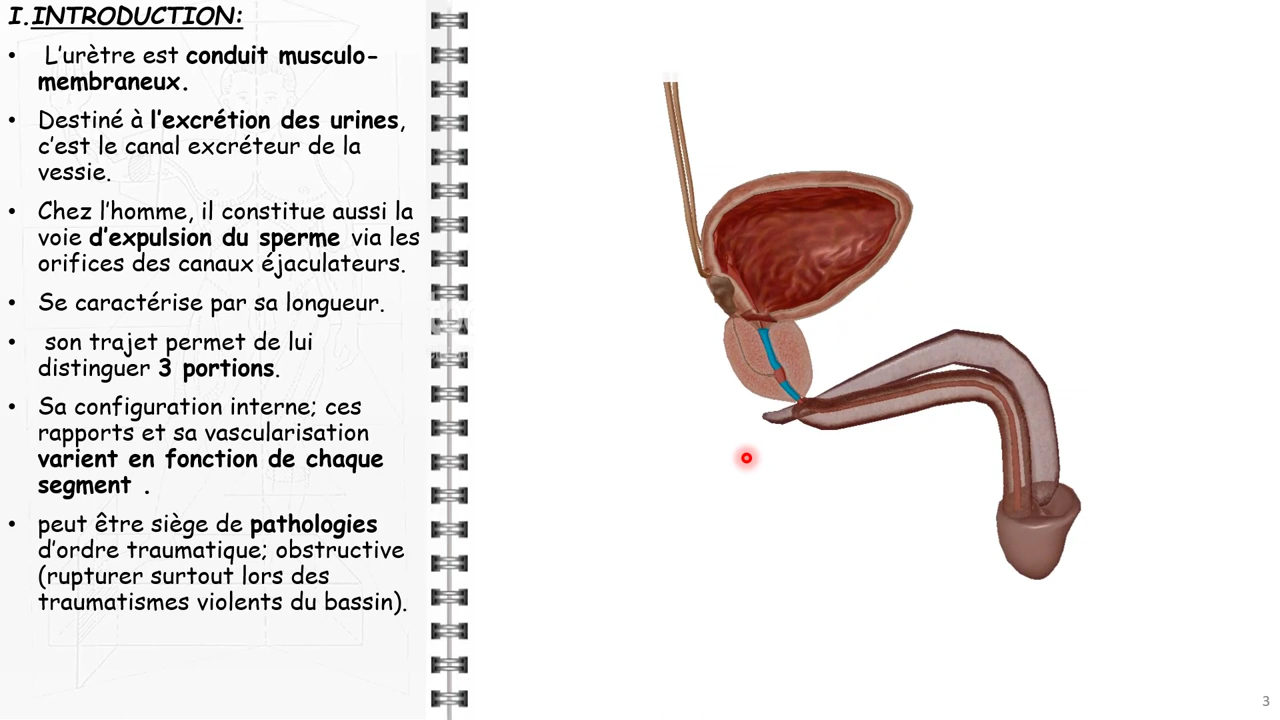 I.INTRODUCTION:
• L'urètre est conduit musculo-
membraneux.
• Destiné à l'excrétion des urines,
c'est le canal excréteur de la
vessie.
• Chez l'homme, il constitue aussi la
voie d'expulsion du sperme via les
orifices des canaux éjaculateurs.
• Se caractérise par sa longueur.
• son trajet permet de lui
distinguer 3 portions.
• Sa configuration interne; ces
rapports et sa vascularisation
varient en fonction de chaque
segment .
• peut être siège de pathologies
d'ordre traumatique; obstructive
(rupturer surtout lors des
traumatismes violents du bassin).
3